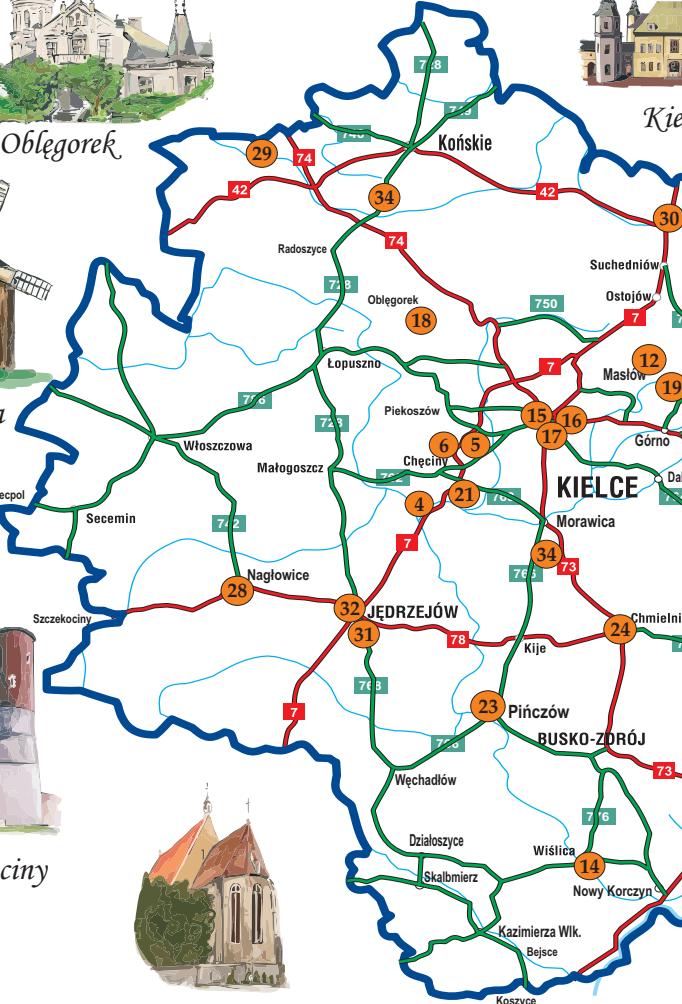 Oblęgorek
Kie
728
749
740
Końskie
29
74
42
34
42
30
74
Radoszyce
Suchedniów
728
Ostojów
Oblęgorek
750
18
7
7
12
Łopuszno
Masłów
19
786
Piekoszów
15
16
728
17
6
5
Górno
Włoszczowa
Chęciny
Małogoszcz
762
KIELCE
21
4
ecpol
Secemin
742
Morawica
7
34
73
Nagłowice
28
Szczekociny
32
JĘDRZEJÓW
31
24
Chmielni
78
Kije
768
7
23
Pińczów
BUSKO-ZDRÓJ
766
73
Węchadłów
776
Działoszyce
Wiślica
14
ciny
Skalbmierz
Nowy Korczyn
Kazimierza Wlk.
Bejsce
Koszyce